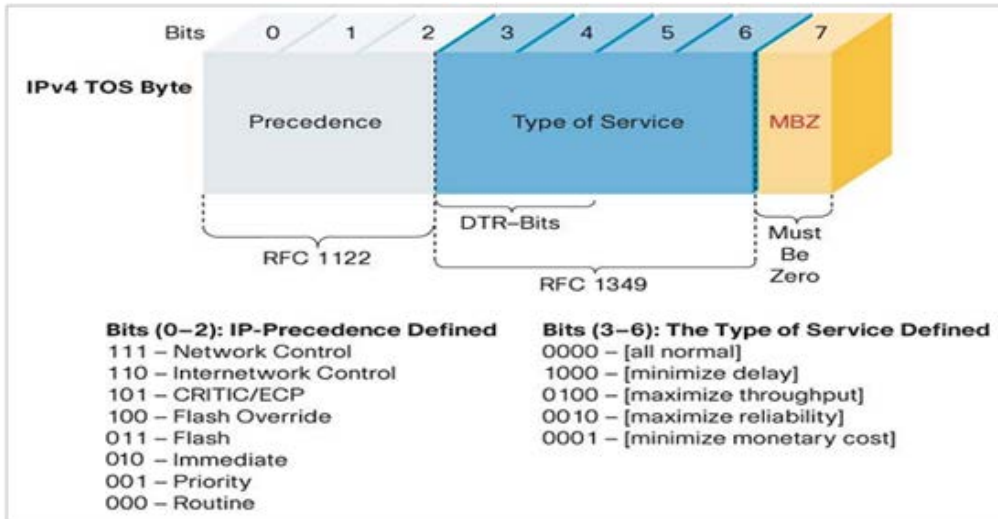 Bits 0 1 2 3 4 5 6 7
IPv4 TOS Byte
Precedence
Type of Service
MBZ
DTR–Bits
RFC 1122
RFC 1349
Must
Be
Zero
Bits (0–2): IP-Precedence Defined
111 – Network Control
110 – Internetwork Control
101 – CRITIC/ECP
100 – Flash Override
011 – Flash
010 – Immediate
001 – Priority
000 – Routine
Bits (3–6): The Type of Service Defined
0000 – [all normal]
1000 – [minimize delay]
0100 – [maximize throughput]
0010 – [maximize reliability]
0001 – [minimize monetary cost]